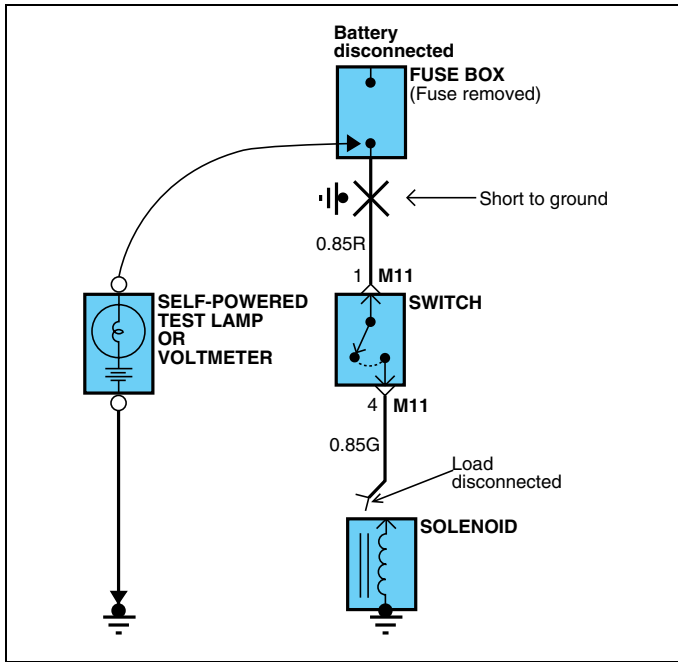 Battery
disconnected
FUSE BOX
(Fuse removed)
Short to ground
0.85R
1 M11
SELF-POWERED
TEST LAMP
OR
VOLTMETER
SWITCH
4 M11
0.85G
Load
disconnected
SOLENOID